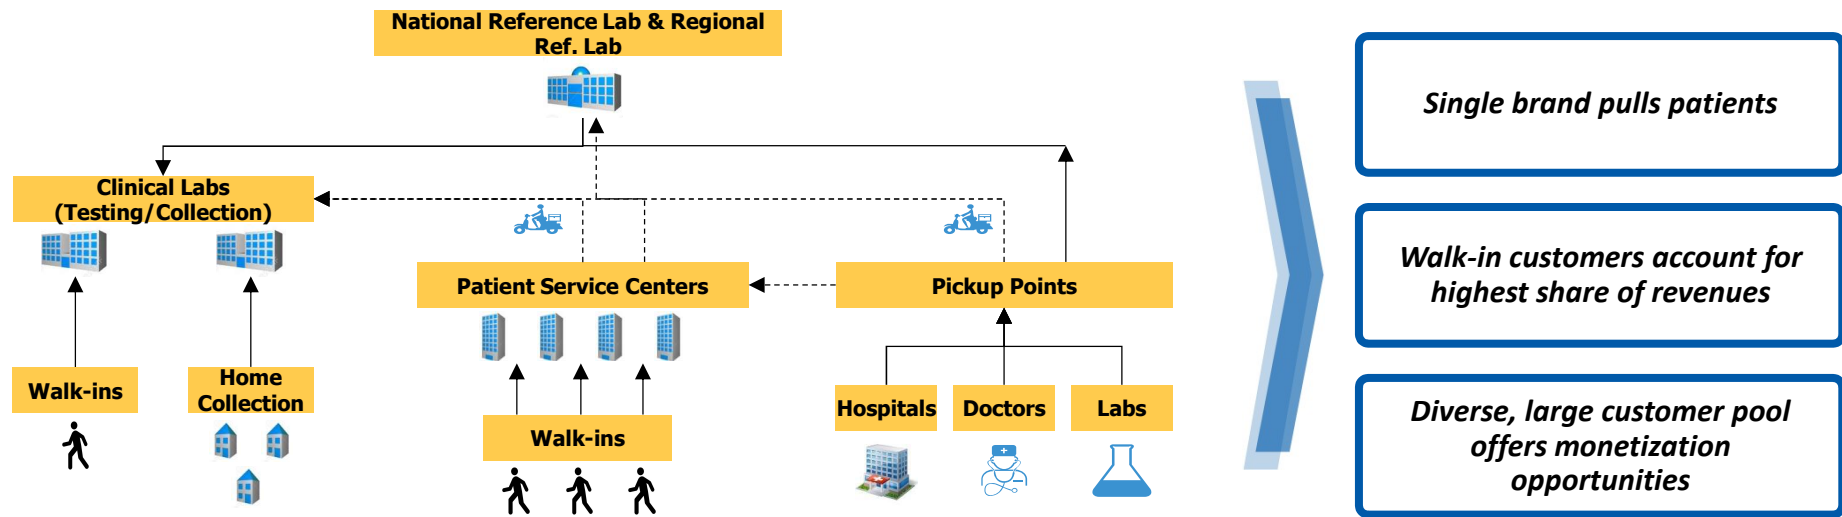 National Reference Lab & Regional
Ref. Lab
Clinical Labs
(Testing/Collection)
Patient Service Centers
Pickup Points
Walk-ins
Home
Collection
Walk-ins
Hospitals
Doctors
Labs
Single brand pulls patients
Walk-in customers account for
highest share of revenues
Diverse, large customer pool
offers monetization
opportunities